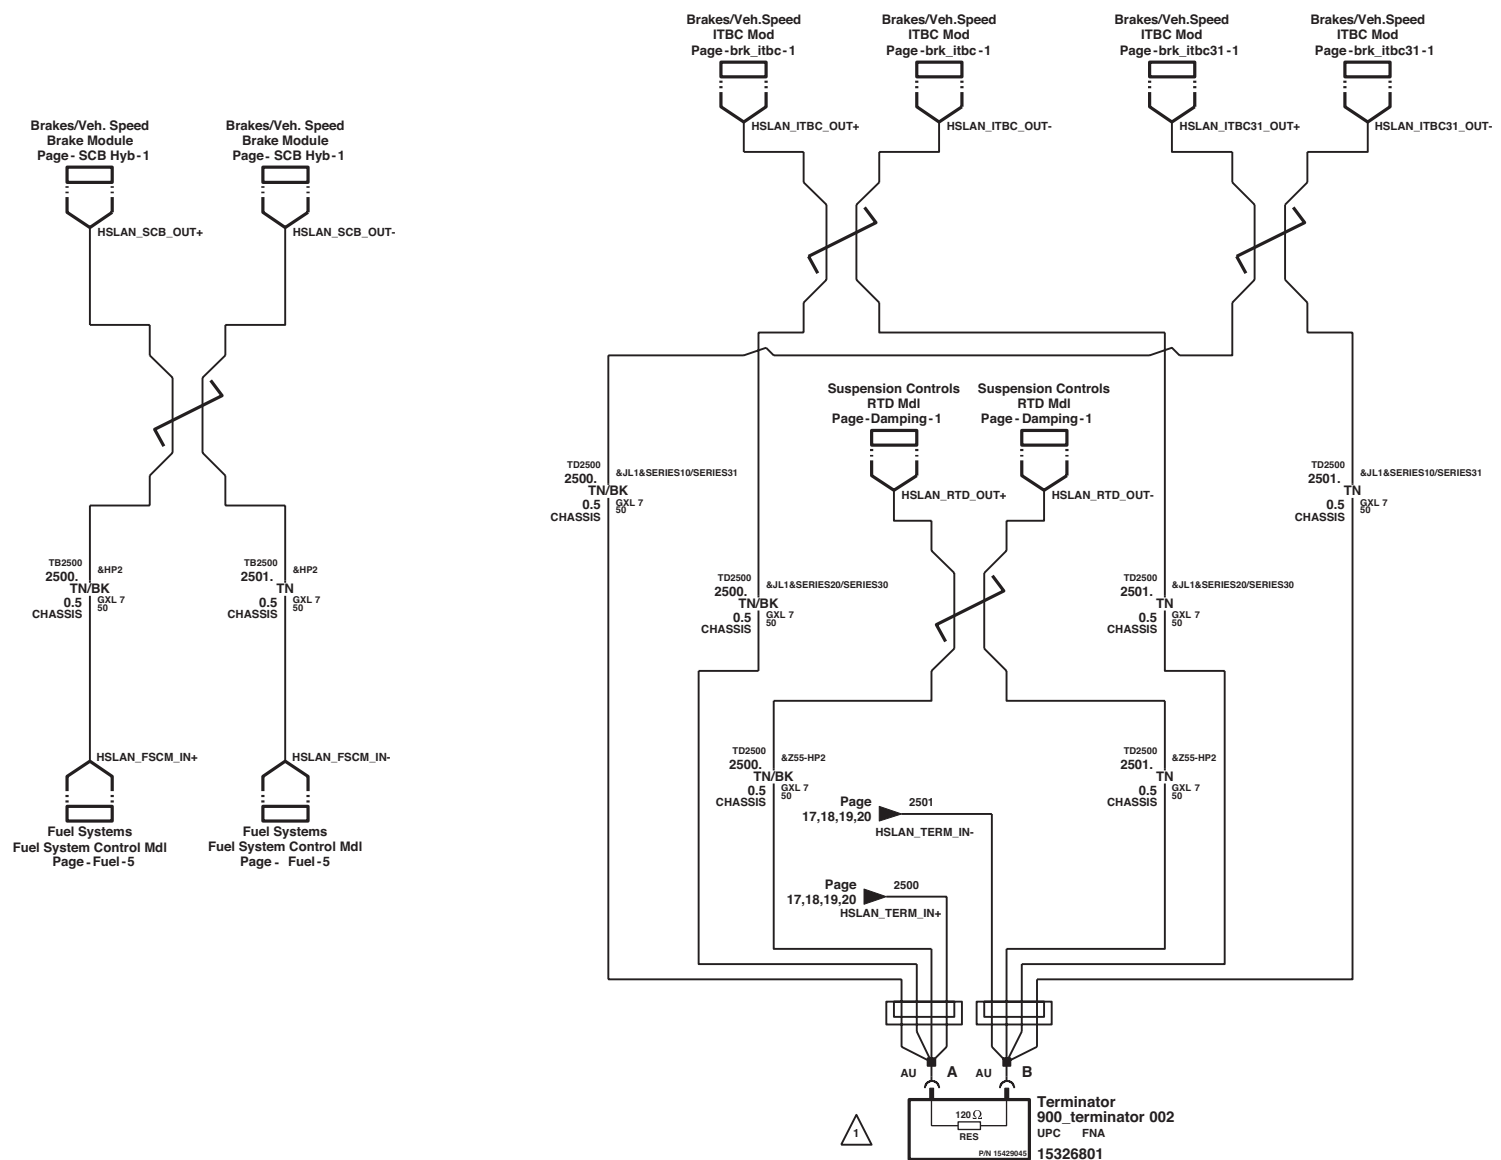 Brakes/Veh.Speed
ITBC Mod
Page-brk_itbc-1
Brakes/Veh.Speed
ITBC Mod
Page-brk_itbc-1
Brakes/Veh.Speed
ITBC Mod
Page-brk_itbc31-1
Brakes/Veh.Speed
ITBC Mod
Page-brk_itbc31-1
HSLAN_ITBC_OUT+
HSLAN_ITBC_OUT-
HSLAN_ITBC31_OUT+
HSLAN_ITBC31_OUT-
Brakes/Veh. Speed
Brake Module
Page- SCB Hyb-1
Brakes/Veh. Speed
Brake Module
Page- SCB Hyb-1
HSLAN_SCB_OUT+
HSLAN_SCB_OUT-
Suspension Controls
RTD Mdl
Page-Damping-1
Suspension Controls
RTD Mdl
Page-Damping-1
HSLAN_RTD_OUT+
HSLAN_RTD_OUT-
TD2500
2500.
TN/BK
0.5
CHASSIS
&JL1&SERIES10/SERIES31
GXL 7
50
TD2500
2501.
TN
0.5
CHASSIS
&JL1&SERIES10/SERIES31
GXL 7
50
TB2500
2500.
TN/BK
0.5
CHASSIS
&HP2
GXL 7
50
TB2500
2501.
TN
0.5
CHASSIS
&HP2
GXL 7
50
TD2500
2500.
TN/BK
0.5
CHASSIS
&JL1&SERIES20/SERIES30
GXL 7
50
TD2500
2501.
TN
0.5
CHASSIS
&JL1&SERIES20/SERIES30
GXL 7
50
HSLAN_FSCM_IN+
HSLAN_FSCM_IN-
Fuel Systems
Fuel System Control Mdl
Page-Fuel-5
Fuel Systems
Fuel System Control Mdl
Page- Fuel-5
TD2500
2500.
TN/BK
0.5
CHASSIS
&Z55-HP2
GXL 7
50
TD2500
2501.
TN
0.5
CHASSIS
&Z55-HP2
GXL 7
50
Page
17,18,19,20
2501
HSLAN_TERM_IN-
Page
17,18,19,20
2500
HSLAN_TERM_IN+
AU A AU B
120Ω
RES
P/N 15429045
Terminator
900_terminator 002
UPC FNA
15326801
1